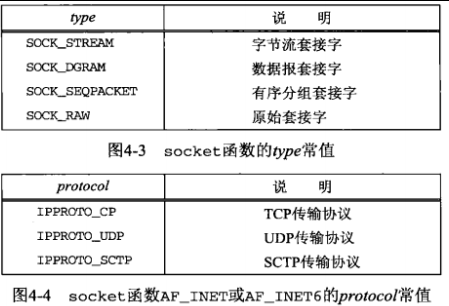 type 说 明
SOCK_STREAM 字节流套接字
SOCK_DGRAM 数据报套接字
SOCK_SEQPACKET 有序分组套接字
SOCK_RAW 原始套接字
图4-3 socket函数的type常值
protocol 说 明
IPPROTO_CP TCP传输协议
IPPROTO_UDP UDP传输协议
IPPROTO_SCTP SCTP传输协议
图4-4 socket函数AF_INET或AF_INET6的protocol常值